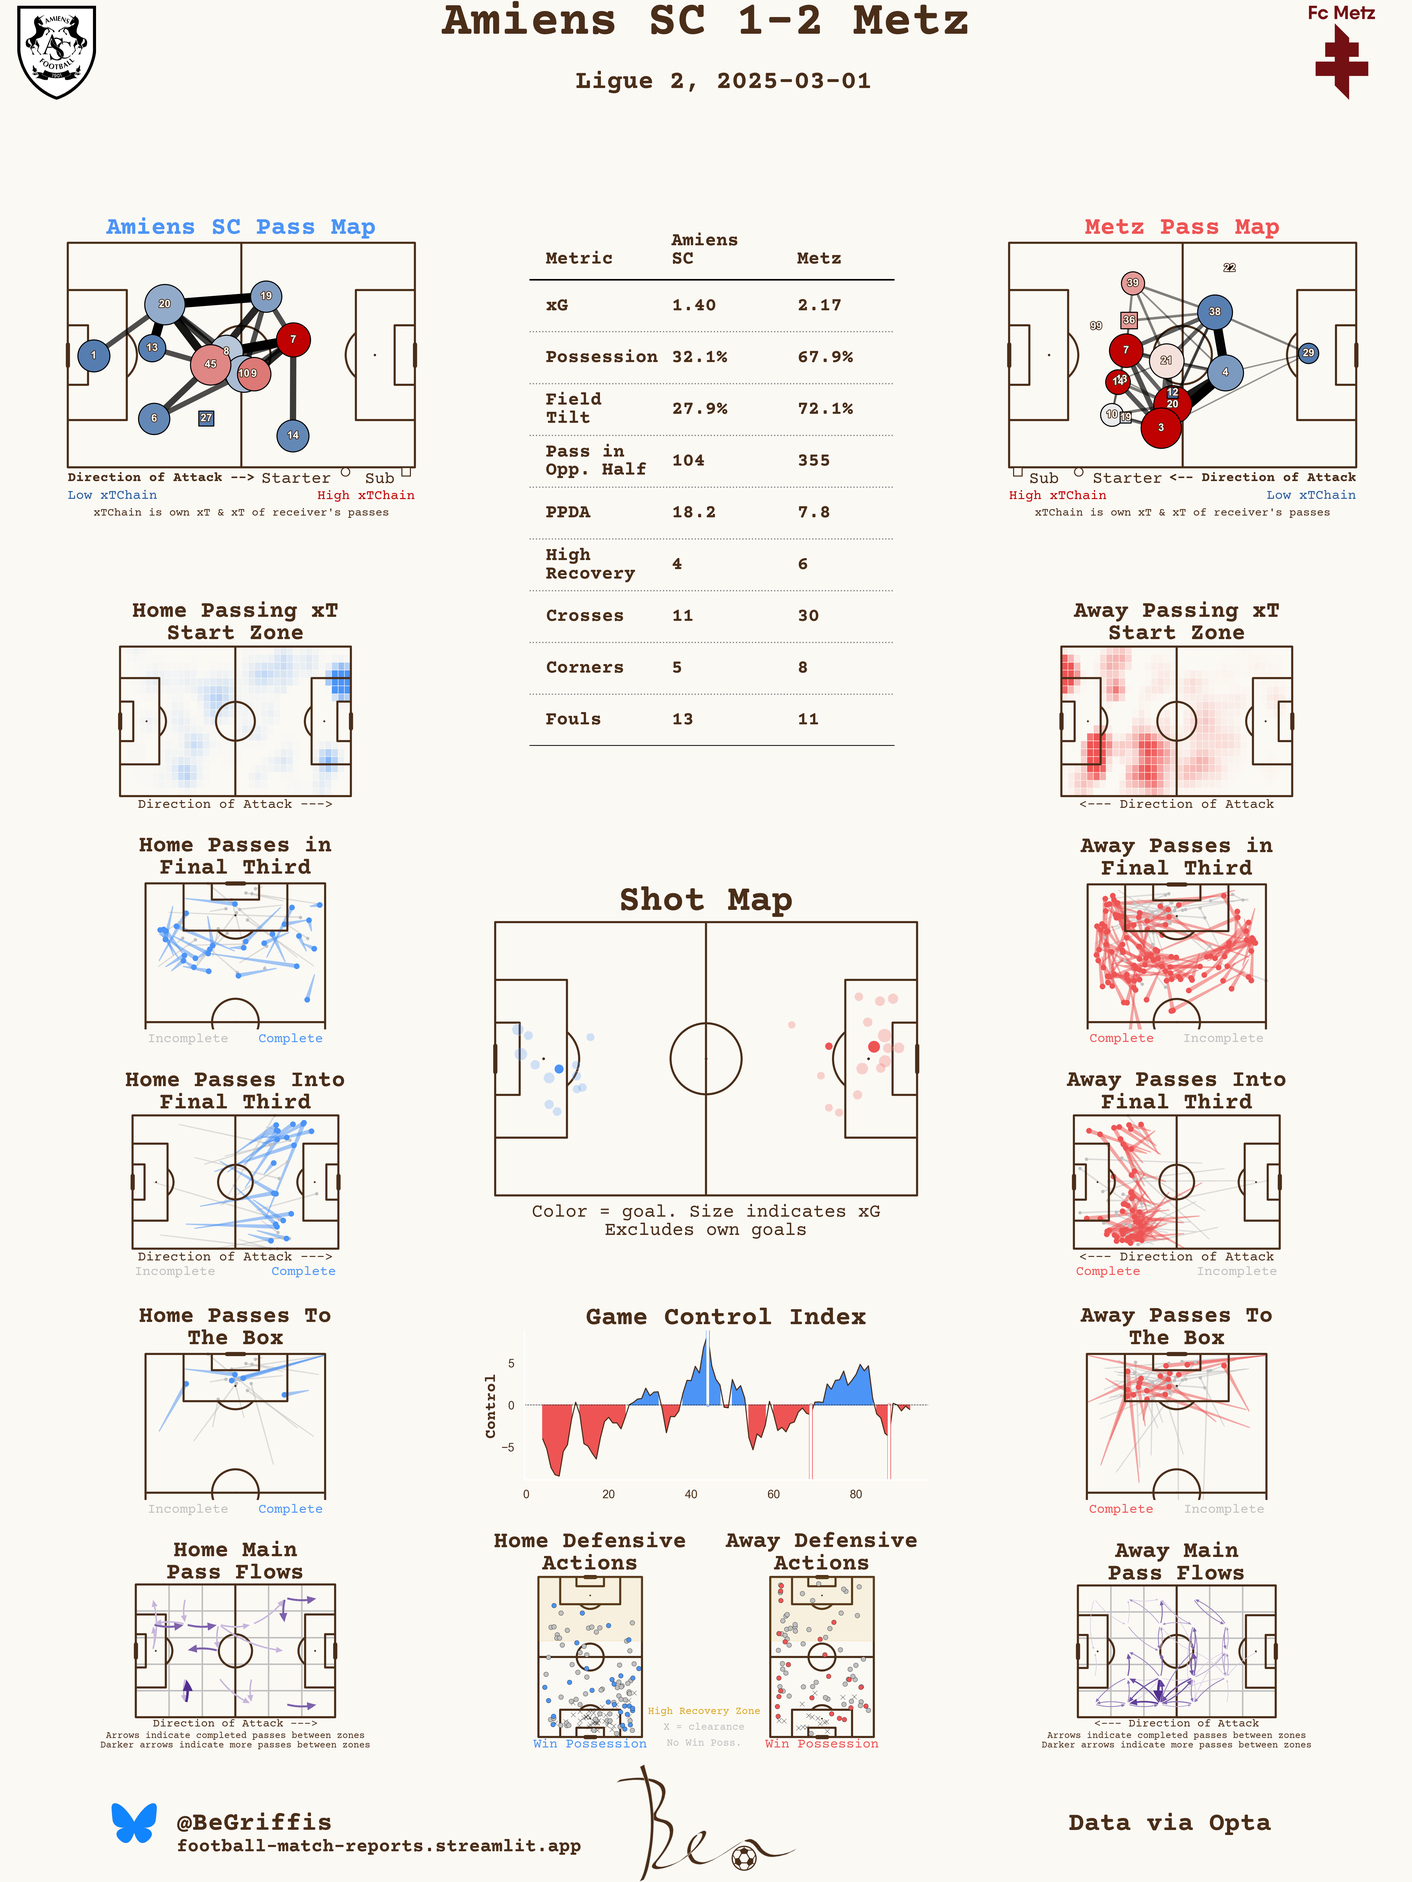 Amiens SC 1-2 Metz
Ligue 2, 2025-03-01
AMIENS
FOOTBALL
Fc Metz
Amiens SC Pass Map
20
19
13
8
7
1
45
10
9
6
27
14
Direction of Attack --> Starter Sub
Low xTChain High xTChain
xTChain is own xT & xT of receiver's passes
Metric Amiens SC Metz
xG 1.40 2.17
Possession 32.1% 67.9%
Field Tilt 27.9% 72.1%
Pass in Opp. Half 104 355
PPDA 18.2 7.8
High Recovery 4 6
Crosses 11 30
Corners 5 8
Fouls 13 11
Metz Pass Map
22
39
38
36
99
7
21
29
4
14
12
20
10
19
3
Sub Starter <-- Direction of Attack
High xTChain Low xTChain
xTChain is own xT & xT of receiver's passes
Home Passing xT
Start Zone
Direction of Attack --->
Away Passing xT
Start Zone
<--- Direction of Attack
Home Passes in
Final Third
Incomplete Complete
Shot Map
Color = goal. Size indicates xG
Excludes own goals
Away Passes in
Final Third
Complete Incomplete
Home Passes Into
Final Third
Direction of Attack --->
Incomplete Complete
Away Passes Into
Final Third
<--- Direction of Attack
Complete Incomplete
Home Passes To
The Box
Incomplete Complete
Game Control Index
Control
5
0
−5
0 20 40 60 80
Away Passes To
The Box
Complete Incomplete
Home Main
Pass Flows
Direction of Attack --->
Arrows indicate completed passes between zones
Darker arrows indicate more passes between zones
Home Defensive
Actions
Win Possession
Away Defensive
Actions
Win Possession
High Recovery Zone
X = clearance
No Win Poss.
Away Main
Pass Flows
<--- Direction of Attack
Arrows indicate completed passes between zones
Darker arrows indicate more passes between zones
@BeGriffis
football-match-reports.streamlit.app
Ben
Data via Opta